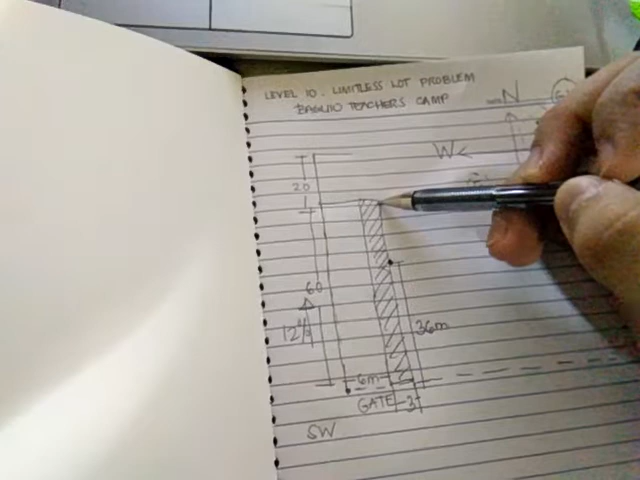 LEVEL 10. LIMITLESS LOT PROBLEM
BAGUIO TEACHERS CAMP
N
W<
20
60
12%
36m
6m
GATE
3
SW